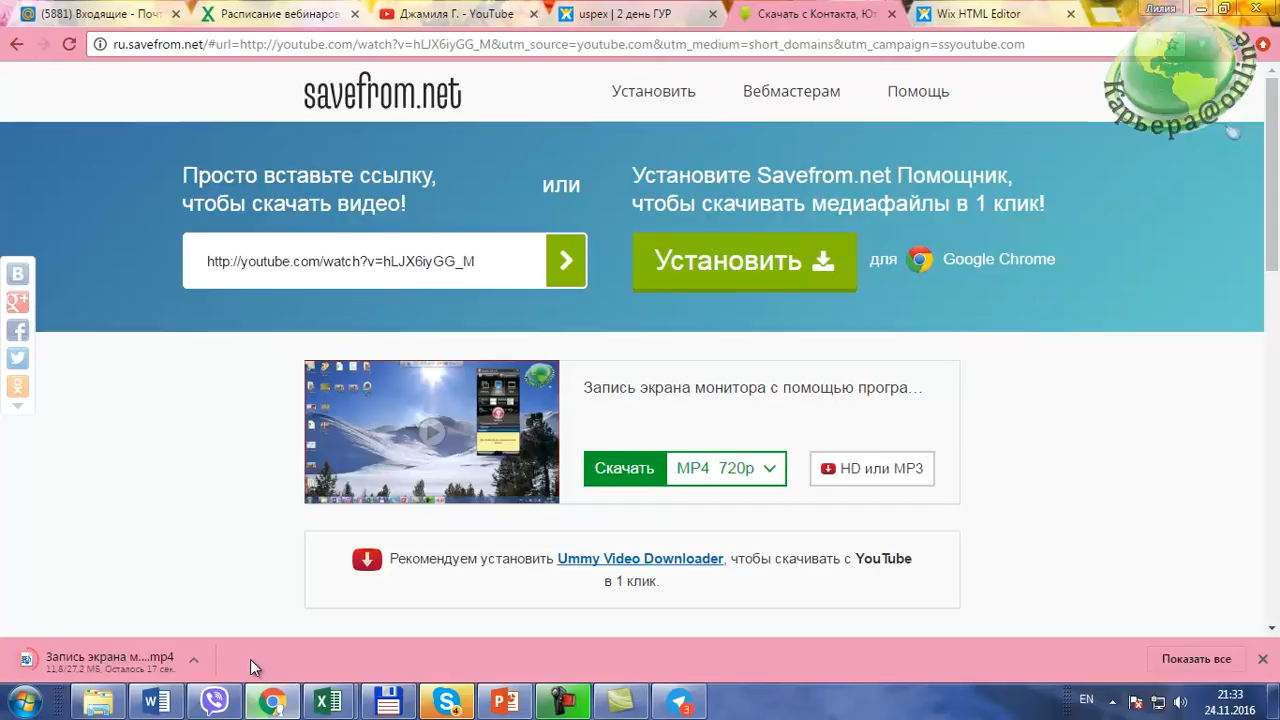 (5881) Входящие - Почт
Расписание вебинаров
Джамиля Г. - YouTube
uspex | 2 день ГУР
Скачать с Контакта, Ют
Wix HTML Editor
Лилия
ru.savefrom.net/#url=http://youtube.com/watch?v=hLJX6iyGG_M&utm_source=youtube.com&utm_medium=short_domains&utm_campaign=ssyoutube.com
Карьера@online
savefrom.net
Установить
Вебмастерам
Помощь
Просто вставьте ссылку,
чтобы скачать видео!
или
Установите Savefrom.net Помощник,
чтобы скачивать медиафайлы в 1 клик!
http://youtube.com/watch?v=hLJX6iyGG_M
Установить
для
Google Chrome
Запись экрана монитора с помощью програ...
Скачать
MP4 720p
HD или MP3
Рекомендуем установить Ummy Video Downloader, чтобы скачивать с YouTube
в 1 клик.
Запись экрана м....mp4
11,8/27,2 МБ, Осталось 17 сек.
Показать все
EN
21:33
24.11.2016